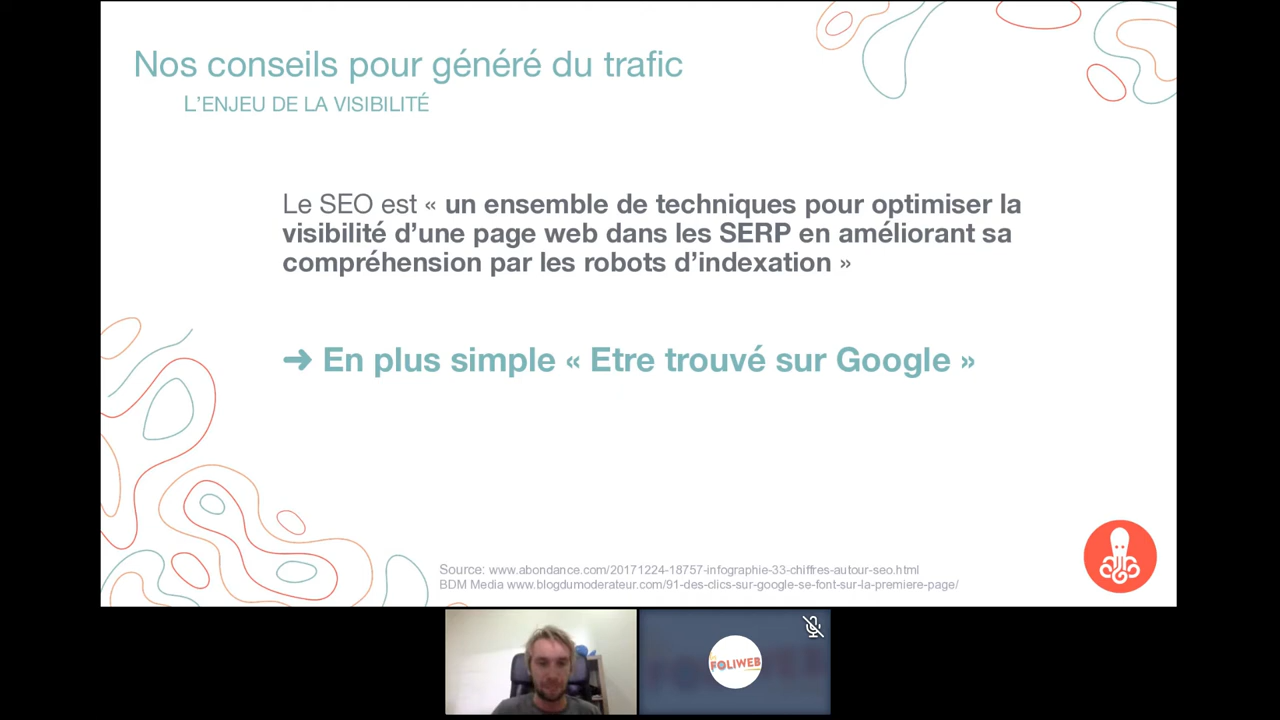 Nos conseils pour généré du trafic
L'ENJEU DE LA VISIBILITÉ
Le SEO est « un ensemble de techniques pour optimiser la
visibilité d'une page web dans les SERP en améliorant sa
compréhension par les robots d'indexation »
➜ En plus simple « Etre trouvé sur Google »
Source: www.abondance.com/20171224-18757-infographie-33-chiffres-autour-seo.html
BDM Media www.blogdumoderateur.com/91-des-clics-sur-google-se-font-sur-la-premiere-page/
FOLIWEB